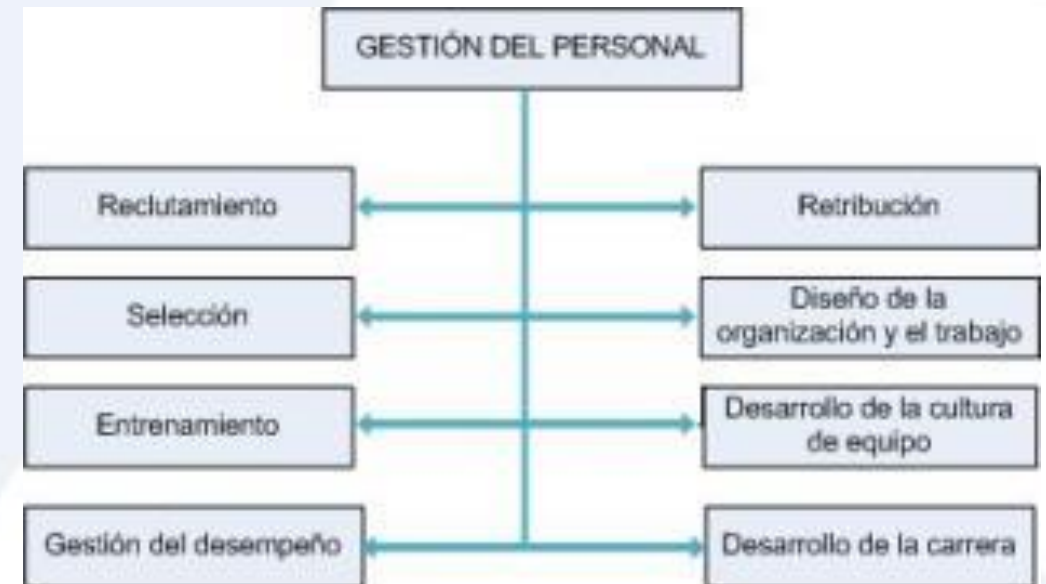 GESTIÓN DEL PERSONAL
Reclutamiento
Retribución
Selección
Diseño de la
organización y el trabajo
Entrenamiento
Desarrollo de la cultura
de equipo
Gestión del desempeño
Desarrollo de la carrera